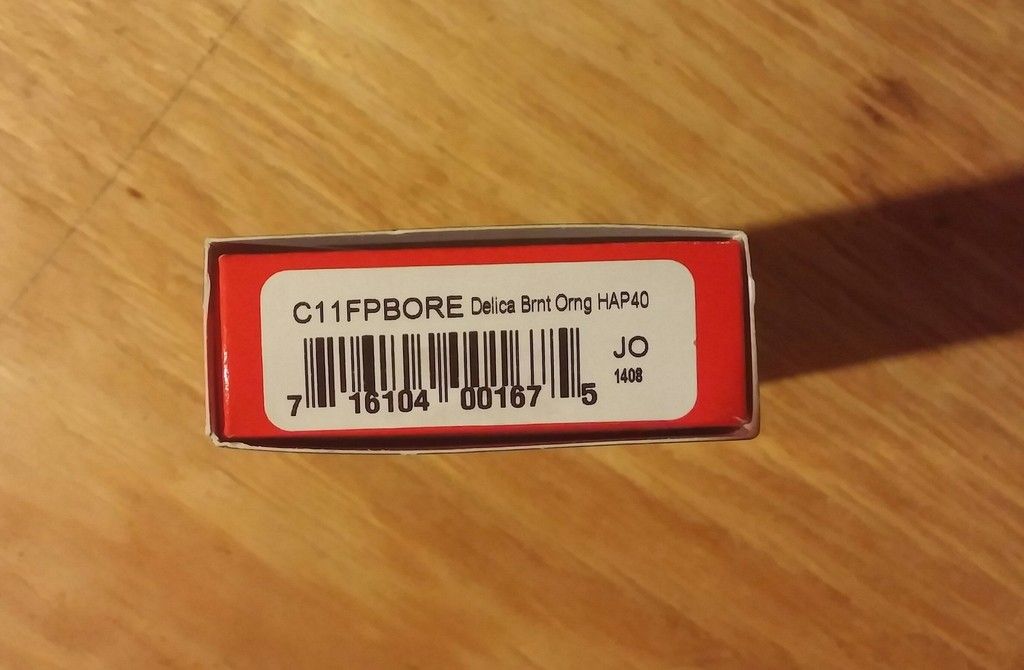 C11FPBORE Delica Brnt Orng HAP40
JO
1408
7 16104 00167 5